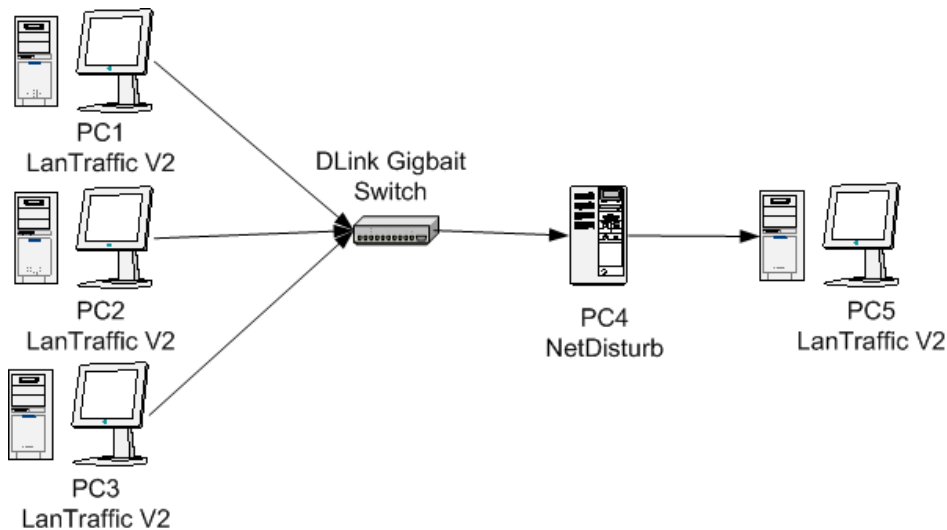 PC1
LanTraffic V2
DLink Gigbait
Switch
PC2
LanTraffic V2
PC4
NetDisturb
PC5
LanTraffic V2
PC3
LanTraffic V2